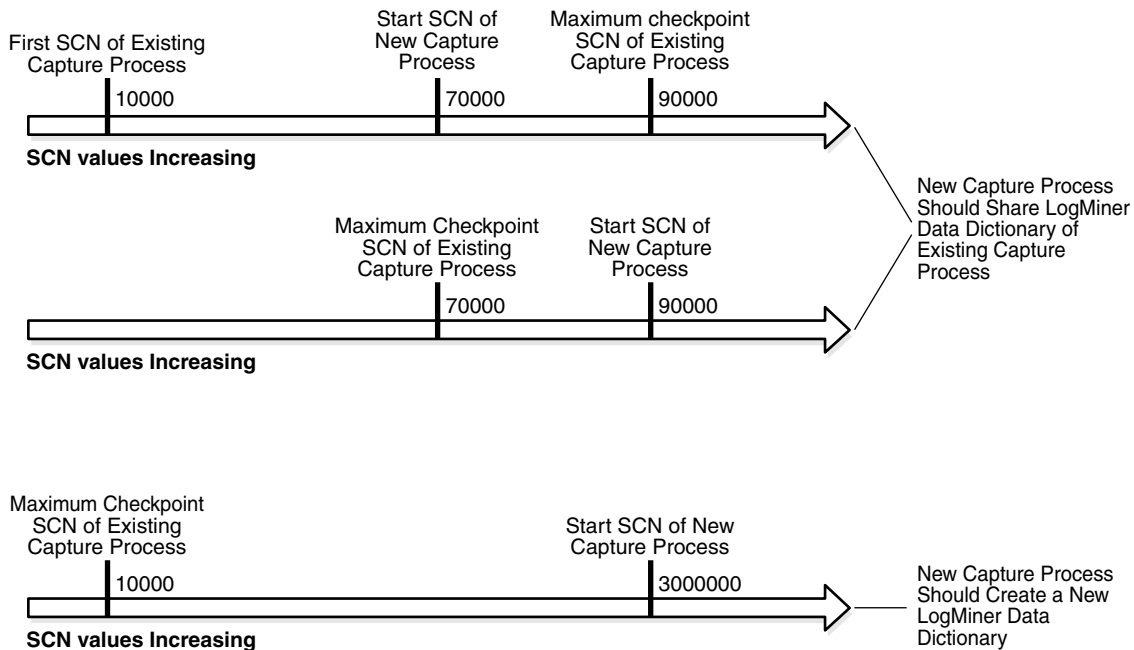 First SCN of Existing
Capture Process
Start SCN of
New Capture
Process
Maximum checkpoint
SCN of Existing
Capture Process
10000
70000
90000
SCN values Increasing
New Capture Process
Should Share LogMiner
Data Dictionary of
Existing Capture
Process
Maximum Checkpoint
SCN of Existing
Capture Process
Start SCN of
New Capture
Process
70000
90000
SCN values Increasing
Maximum Checkpoint
SCN of Existing
Capture Process
Start SCN of New
Capture Process
10000
3000000
New Capture Process
Should Create a New
LogMiner Data
Dictionary
SCN values Increasing